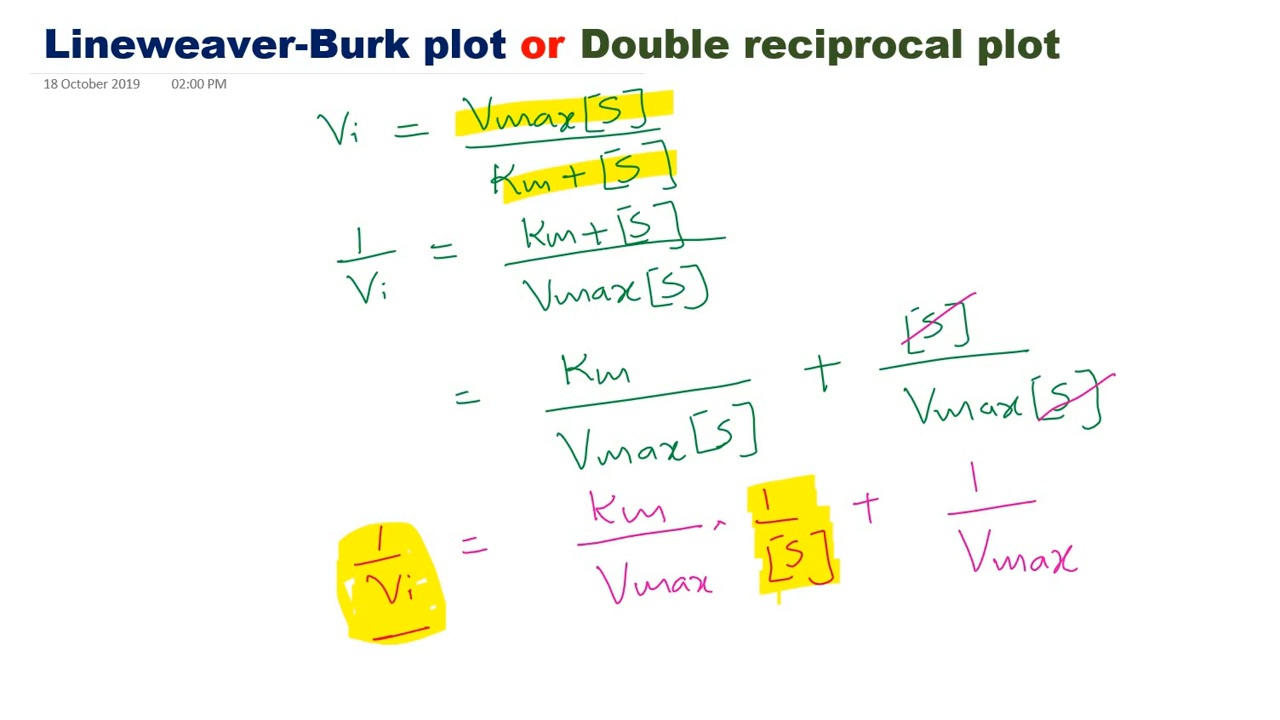 Lineweaver-Burk plot or Double reciprocal plot
18 October 2019 02:00 PM
Vi = Vmax[S]
Km + [S]
1 = Km + [S]
Vi Vmax[S]
= Km + [S]
Vmax[S] Vmax[S]
1 = Km . 1 + 1
Vi Vmax [S] Vmax